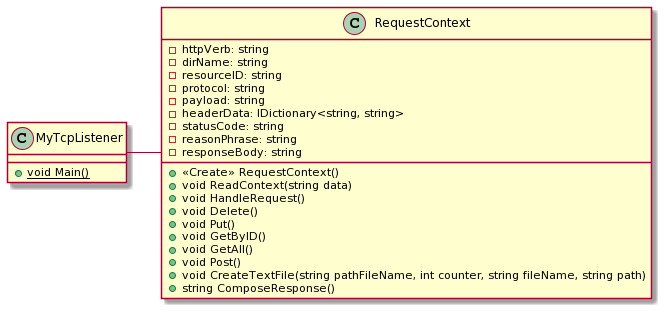 C RequestContext
httpVerb: string
dirName: string
resourceID: string
protocol: string
payload: string
headerData: IDictionary<string, string>
statusCode: string
reasonPhrase: string
responseBody: string
«Create» RequestContext()
void ReadContext(string data)
void HandleRequest()
void Delete()
void Put()
void GetByID()
void GetAll()
void Post()
void CreateTextFile(string pathFileName, int counter, string fileName, string path)
string ComposeResponse()
C MyTcpListener
void Main()